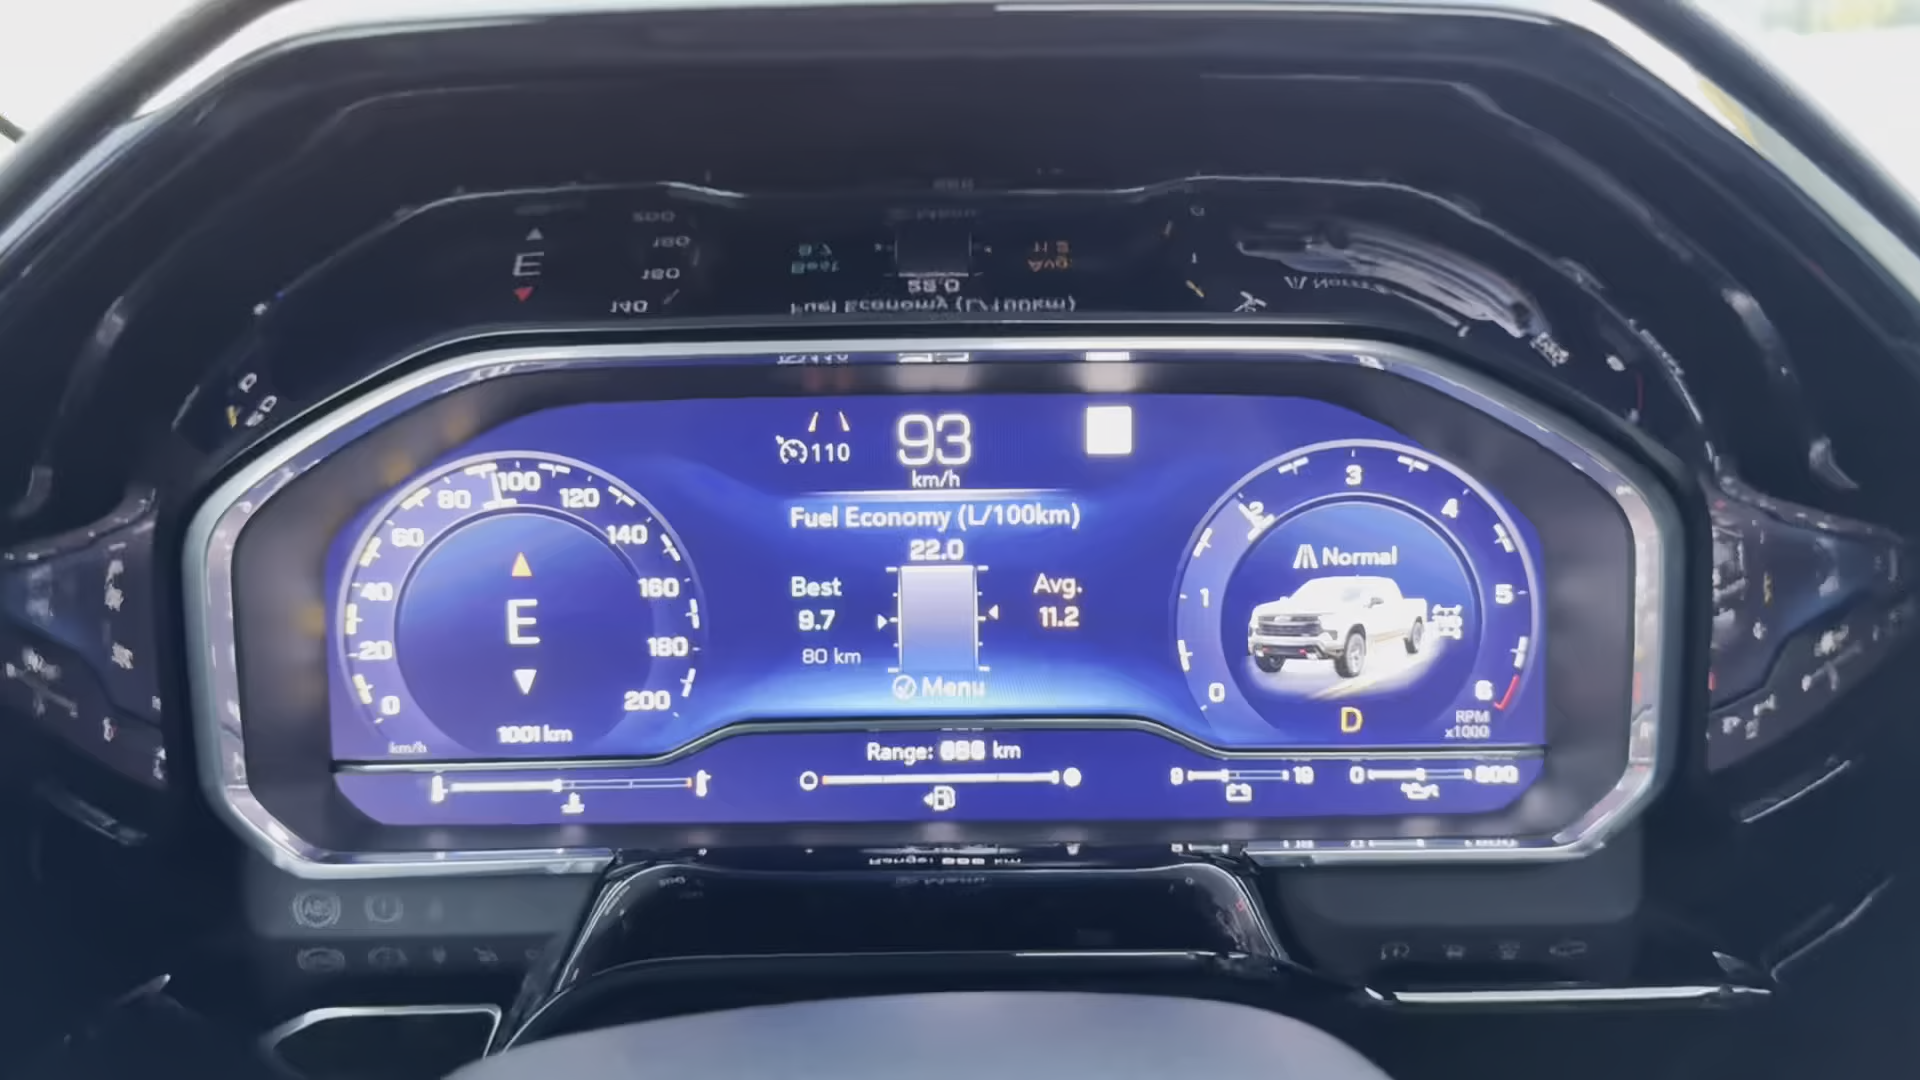 110
93
km/h
Fuel Economy (L/100km)
22.0
Best
9.7
80 km
Avg.
11.2
Menu
0
20
40
60
80
100
120
140
160
180
200
km/h
E
1001 km
0
1
2
3
4
5
6
RPM
x1000
Normal
D
Range:
km
9
19
0
800
ABS